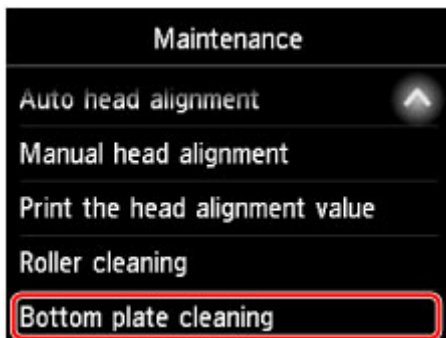 Maintenance
Auto head alignment
Manual head alignment
Print the head alignment value
Roller cleaning
Bottom plate cleaning